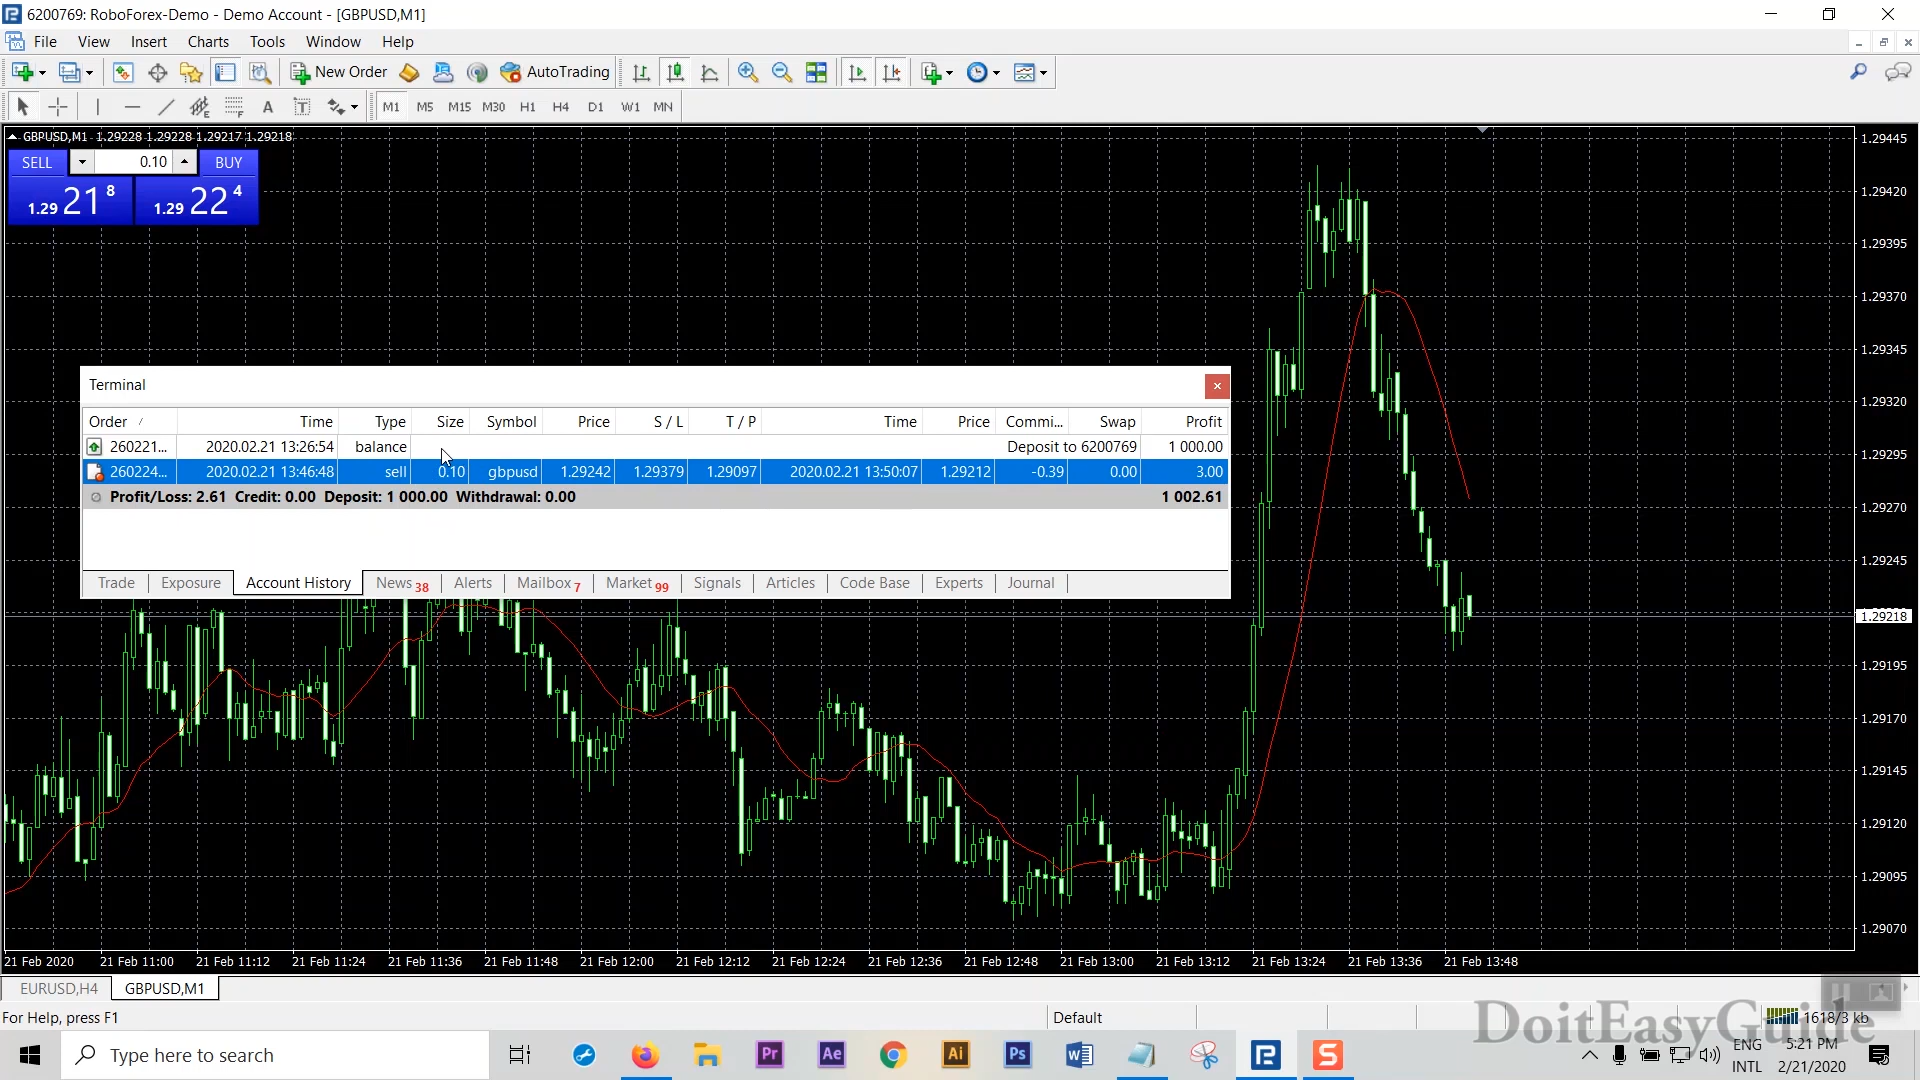 6200769: RoboForex-Demo - Demo Account - [GBPUSD,M1]
File View Insert Charts Tools Window Help
New Order AutoTrading
A T M1 M5 M15 M30 H1 H4 D1 W1 MN
GBPUSD,M1 1.29228 1.29228 1.29217 1.29218
SELL 0.10 BUY
1.29 21 8 1.29 22 4
1.29445
1.29420
1.29395
1.29370
1.29345
1.29320
1.29295
1.29270
1.29245
1.29218
1.29195
1.29170
1.29145
1.29120
1.29095
1.29070
Terminal
Order / Time Type Size Symbol Price S / L T / P Time Price Commi... Swap Profit
260221... 2020.02.21 13:26:54 balance Deposit to 6200769 1 000.00
260224... 2020.02.21 13:46:48 sell 0.10 gbpusd 1.29242 1.29379 1.29097 2020.02.21 13:50:07 1.29212 -0.39 0.00 3.00
Profit/Loss: 2.61 Credit: 0.00 Deposit: 1 000.00 Withdrawal: 0.00 1 002.61
Trade Exposure Account History News 38 Alerts Mailbox 7 Market 99 Signals Articles Code Base Experts Journal
21 Feb 2020 21 Feb 11:00 21 Feb 11:12 21 Feb 11:24 21 Feb 11:36 21 Feb 11:48 21 Feb 12:00 21 Feb 12:12 21 Feb 12:24 21 Feb 12:36 21 Feb 12:48 21 Feb 13:00 21 Feb 13:12 21 Feb 13:24 21 Feb 13:36 21 Feb 13:48
EURUSD,H4 GBPUSD,M1
For Help, press F1 Default 1618/3 kb
DoitEasyGuide
Type here to search Pr Ae Ai Ps W S ENG 5:21 PM
INTL 2/21/2020